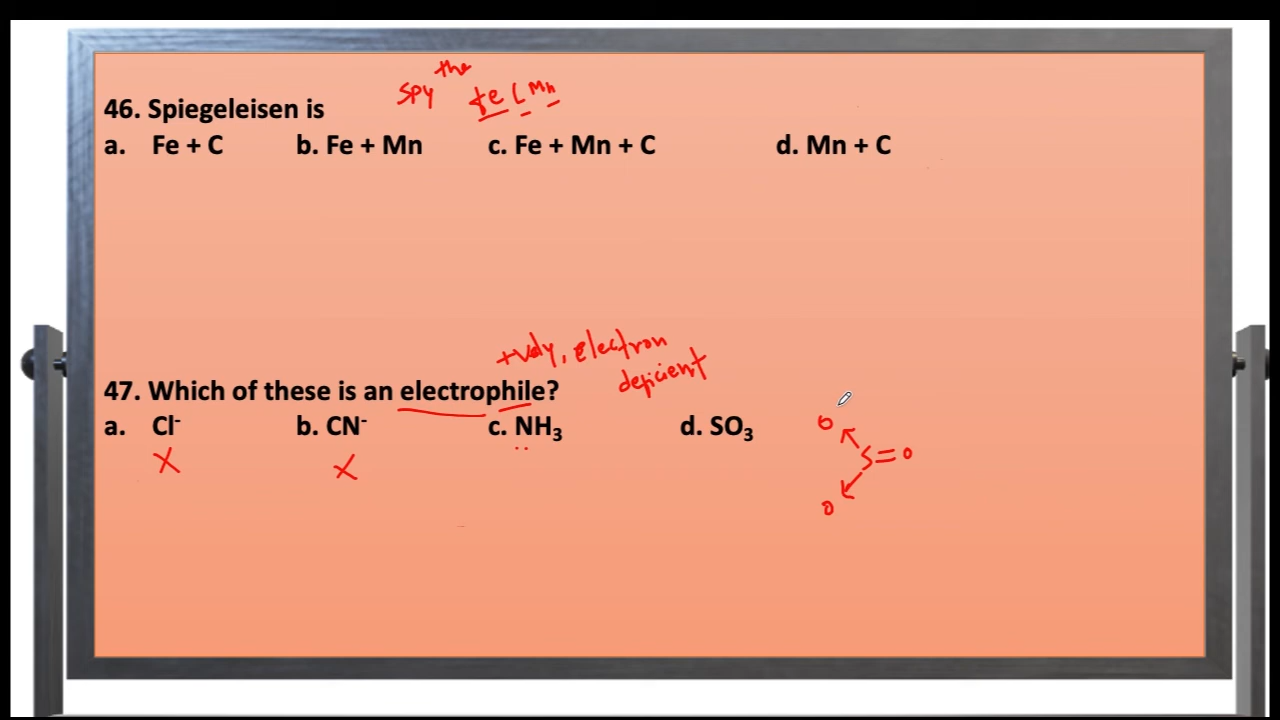 the
SPY fe C Mn
46. Spiegeleisen is
a. Fe + C b. Fe + Mn c. Fe + Mn + C d. Mn + C
+vely, electron
deficient
47. Which of these is an electrophile?
a. Cl⁻ b. CN⁻ c. NH₃ d. SO₃
X X
O
S=O
O